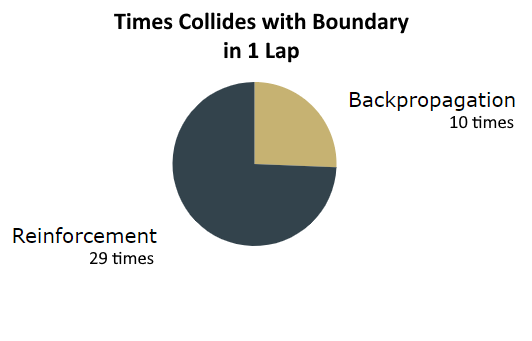 Times Collides with Boundary
in 1 Lap
Backpropagation
10 times
Reinforcement
29 times